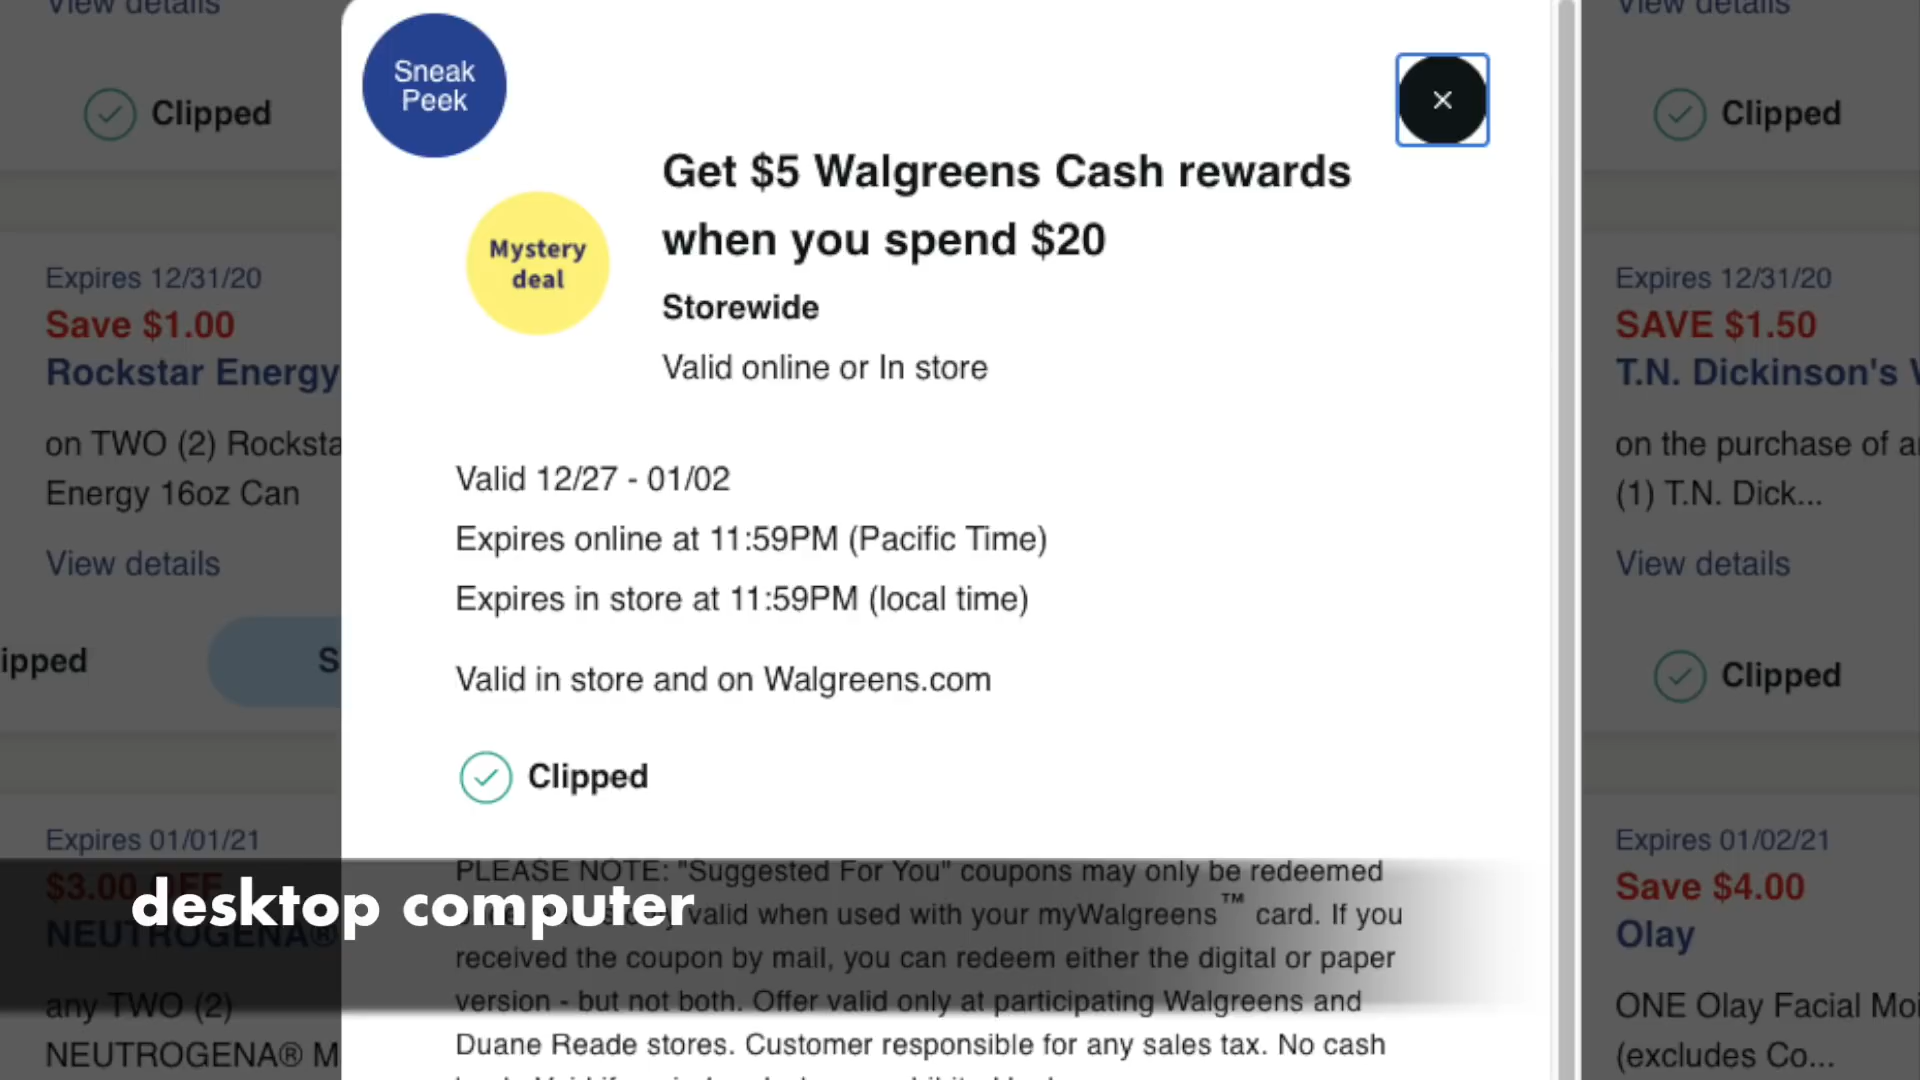 View details
View details
Sneak
Peek
Clipped
Clipped
Get $5 Walgreens Cash rewards
when you spend $20
Mystery
deal
Storewide
Valid online or In store
Expires 12/31/20
Save $1.00
Rockstar Energy
on TWO (2)
Energy 16oz Can
View details
Expires 12/31/20
SAVE $1.50
T.N. Dickinson's
on the purchase of
(1) T.N. Dick...
View details
Valid 12/27 - 01/02
Expires online at 11:59PM (Pacific Time)
Expires in store at 11:59PM (local time)
Valid in store and on Walgreens.com
Clipped
Clipped
Expires 01/01/21
$3.00 OFF
NEUTROGENA®
any TWO (2)
NEUTROGENA® M
desktop computer
PLEASE NOTE: "Suggested For You" coupons may only be redeemed
valid when used with your myWalgreens™ card. If you
received the coupon by mail, you can redeem either the digital or paper
version - but not both. Offer valid only at participating Walgreens and
Duane Reade stores. Customer responsible for any sales tax. No cash
Expires 01/02/21
Save $4.00
Olay
ONE Olay Facial
(excludes Co...